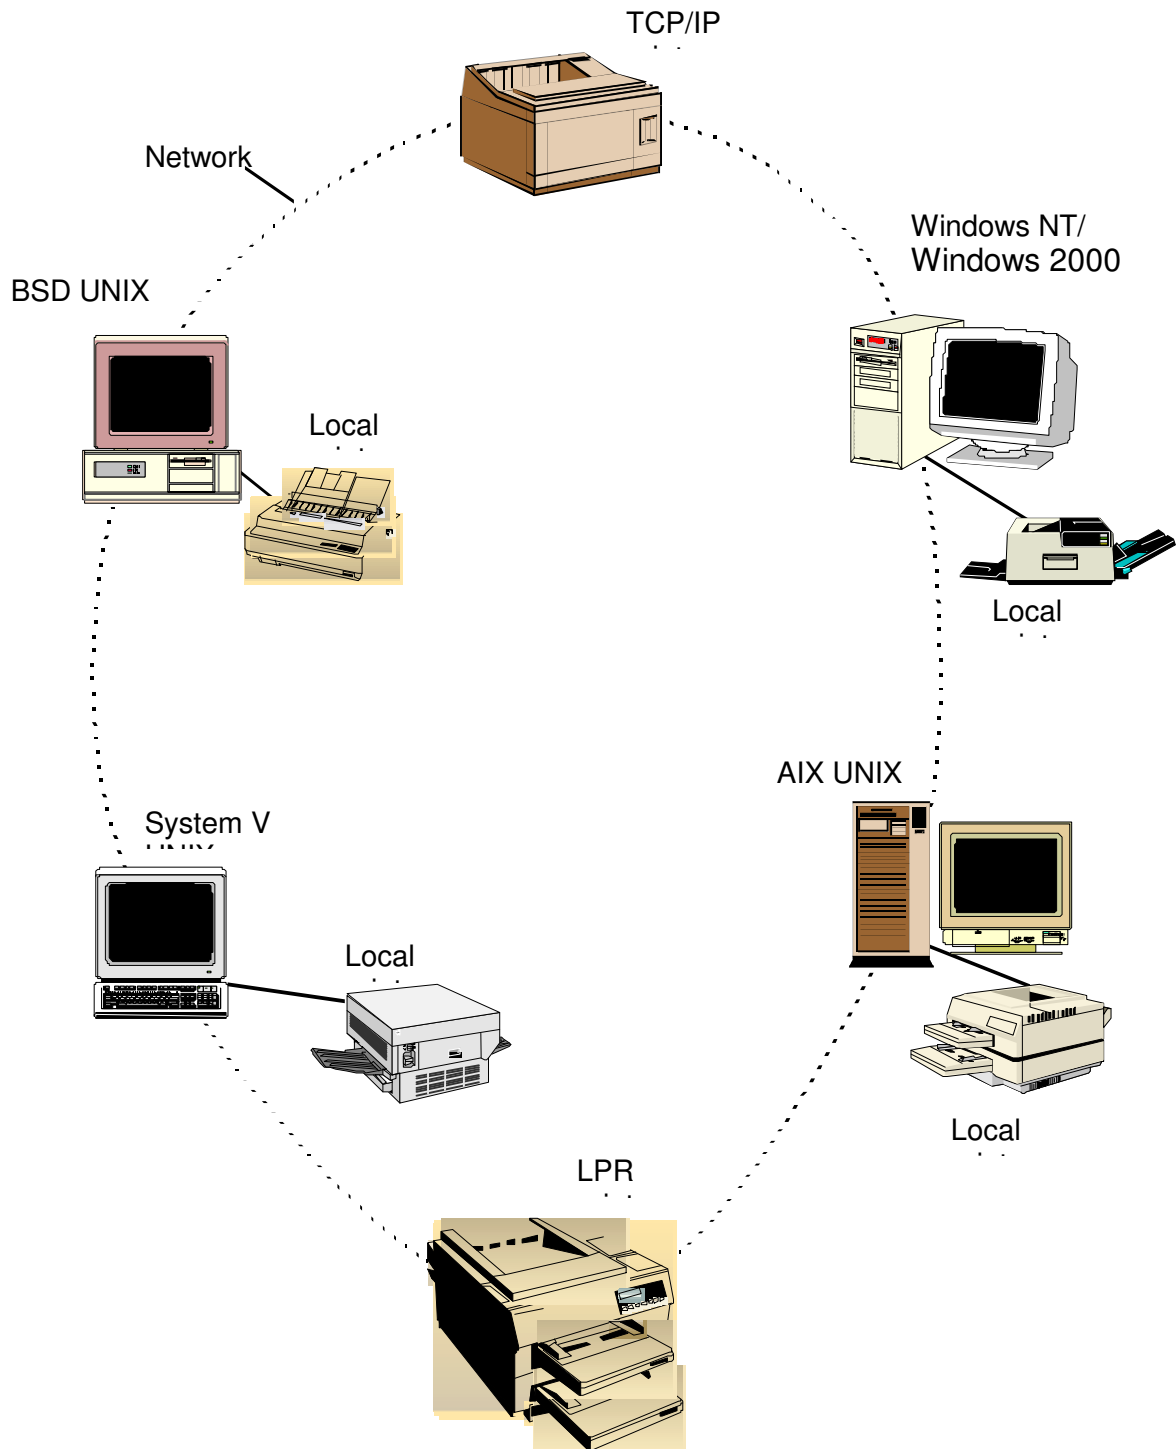 TCP/IP
Network
Windows NT/
Windows 2000
BSD UNIX
Local
Local
AIX UNIX
System V
Local
Local
LPR